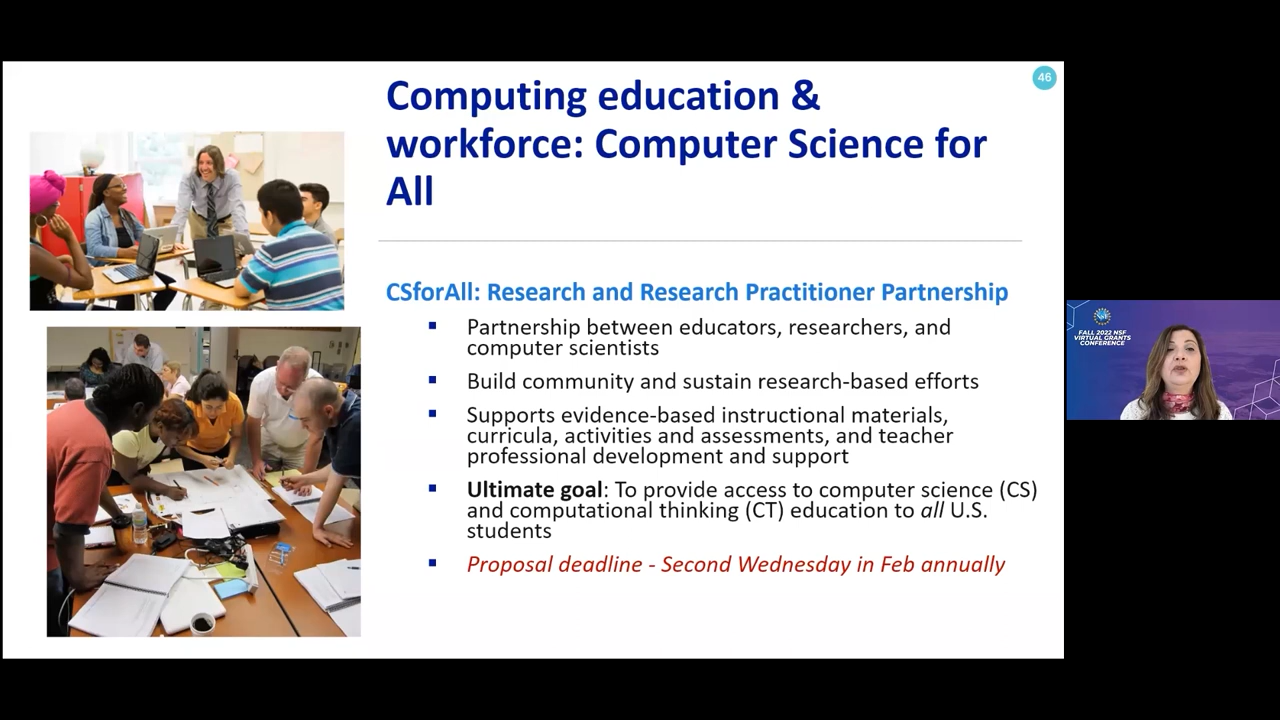 46
Computing education &
workforce: Computer Science for
All
CSforAll: Research and Research Practitioner Partnership
▪ Partnership between educators, researchers, and
computer scientists
▪ Build community and sustain research-based efforts
▪ Supports evidence-based instructional materials,
curricula, activities and assessments, and teacher
professional development and support
▪ Ultimate goal: To provide access to computer science (CS)
and computational thinking (CT) education to all U.S.
students
▪ Proposal deadline - Second Wednesday in Feb annually
FALL 2022 NSF
VIRTUAL GRANTS
CONFERENCE